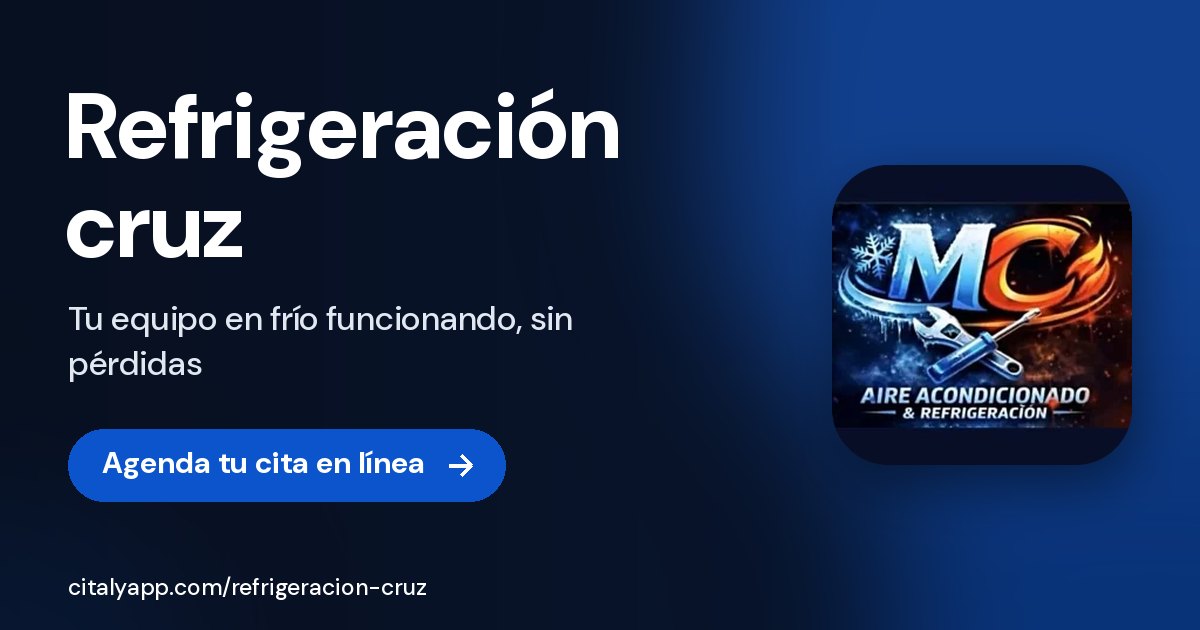 Refrigeración
cruz
Tu equipo en frío funcionando, sin
pérdidas
Agenda tu cita en línea →
citalyapp.com/refrigeracion-cruz
MC
AIRE ACONDICIONADO
& REFRIGERACIÓN